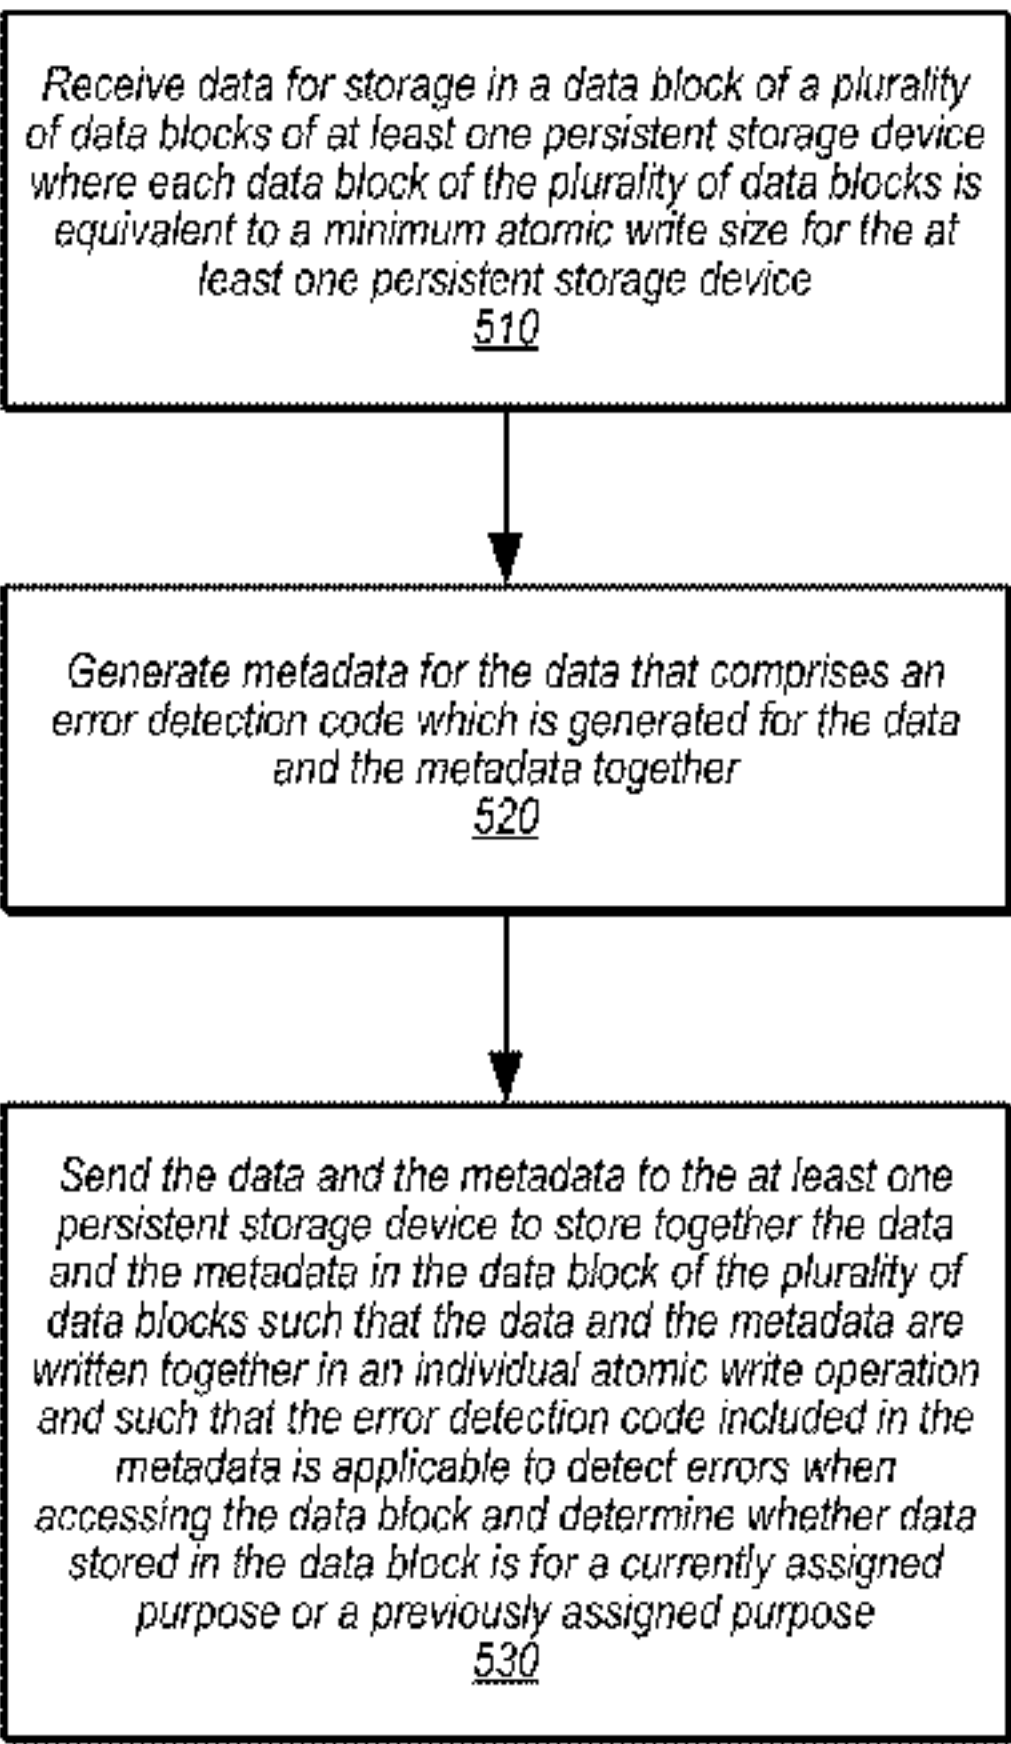 Receive data for storage in a data block of a plurality
of data blocks of at least one persistent storage device
where each data block of the plurality of data blocks is
equivalent to a minimum atomic write size for the at
least one persistent storage device
510
Generate metadata for the data that comprises an
error detection code which is generated for the data
and the metadata together
520
Send the data and the metadata to the at least one
persistent storage device to store together the data
and the metadata in the data block of the plurality of
data blocks such that the data and the metadata are
written together in an individual atomic write operation
and such that the error detection code included in the
metadata is applicable to detect errors when
accessing the data block and determine whether data
stored in the data block is for a currently assigned
purpose or a previously assigned purpose
530